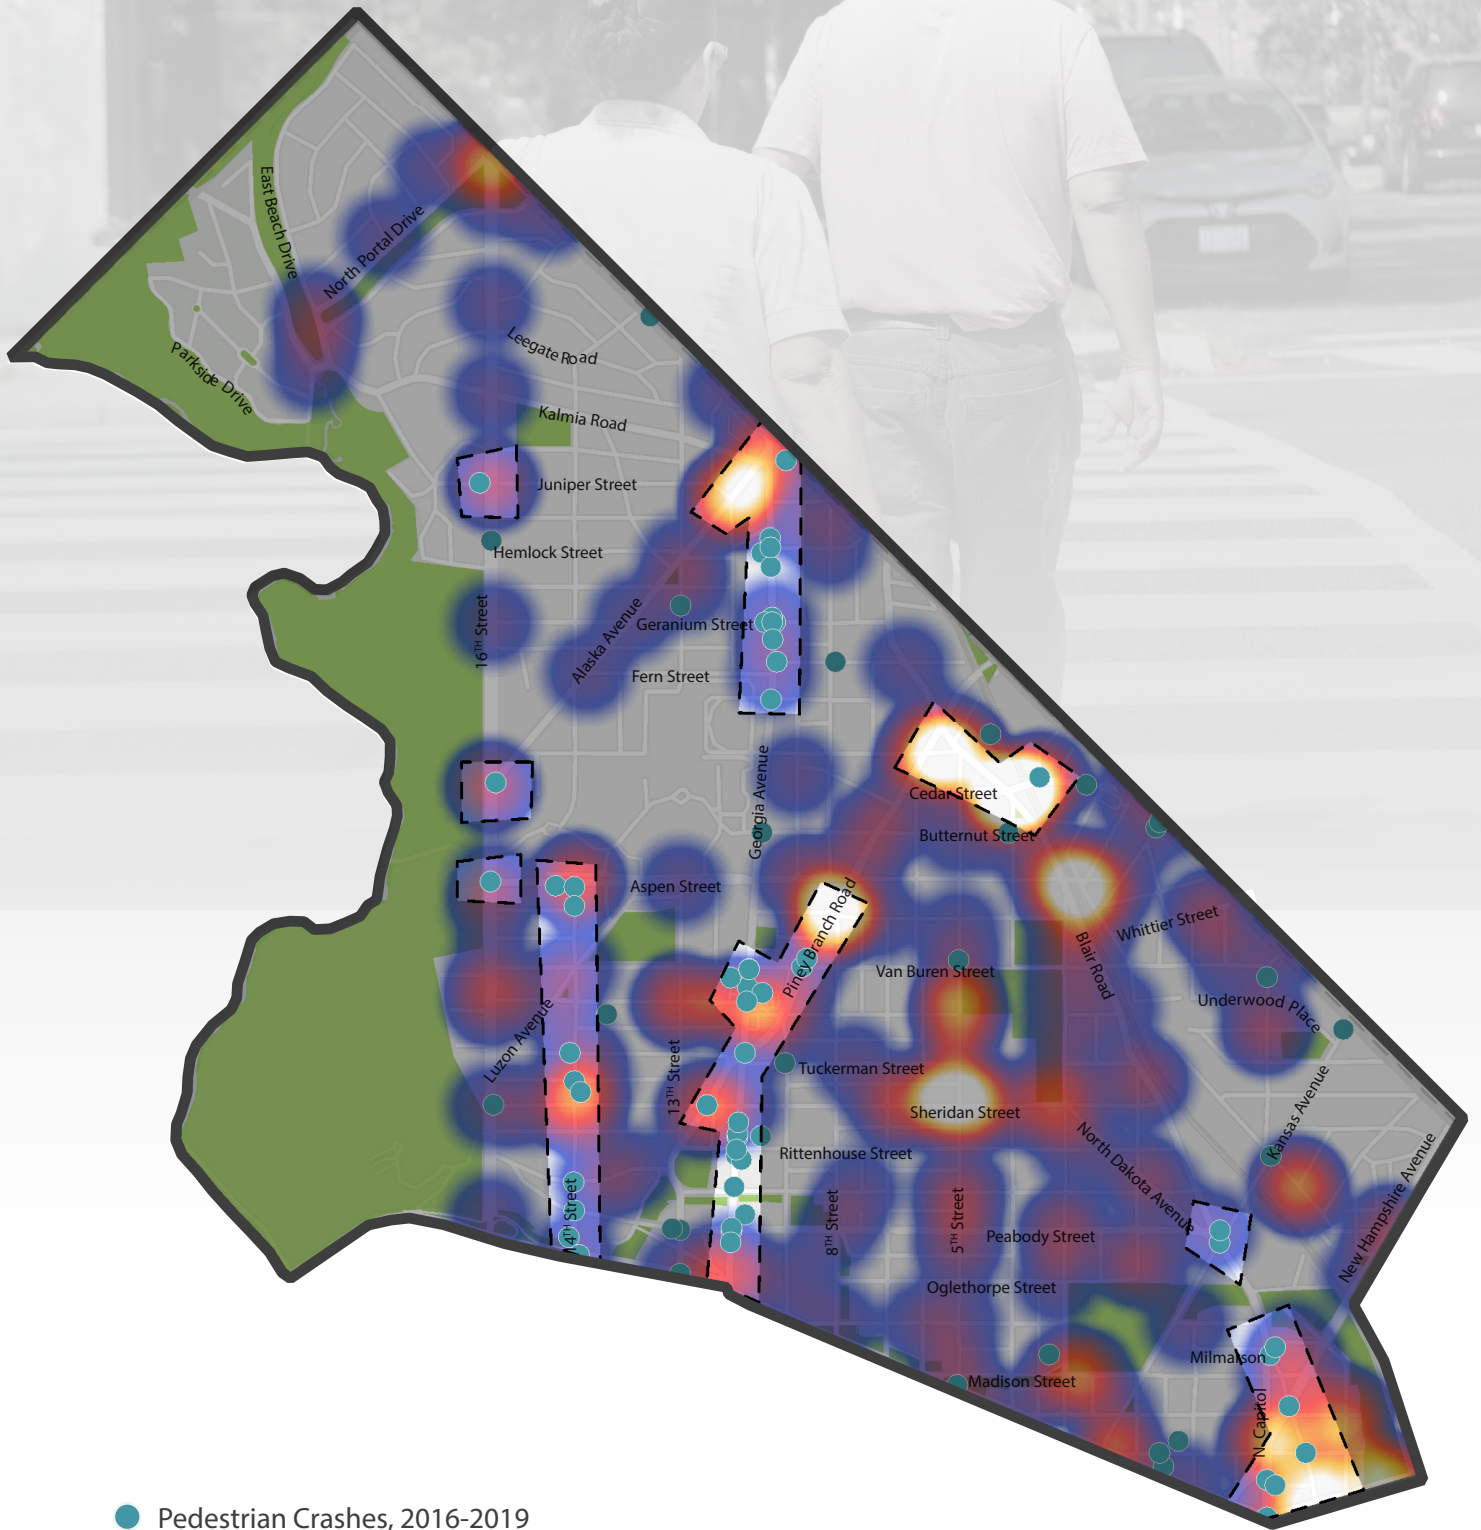 East Beach Drive
North Portal Drive
Parkside Drive
Leegate Road
Kalmia Road
Juniper Street
Hemlock Street
16TH Street
Alaska Avenue
Geranium Street
Fern Street
Georgia Avenue
Cedar Street
Butternut Street
Aspen Street
Piney Branch Road
Whittier Street
Blair Road
Van Buren Street
Underwood Place
Luzon Avenue
13TH Street
Tuckerman Street
Sheridan Street
Kansas Avenue
North Dakota Avenue
Rittenhouse Street
New Hampshire Avenue
14TH Street
8TH Street
5TH Street
Peabody Street
Oglethorpe Street
Milmarson
Madison Street
N. Capitol
Pedestrian Crashes, 2016-2019